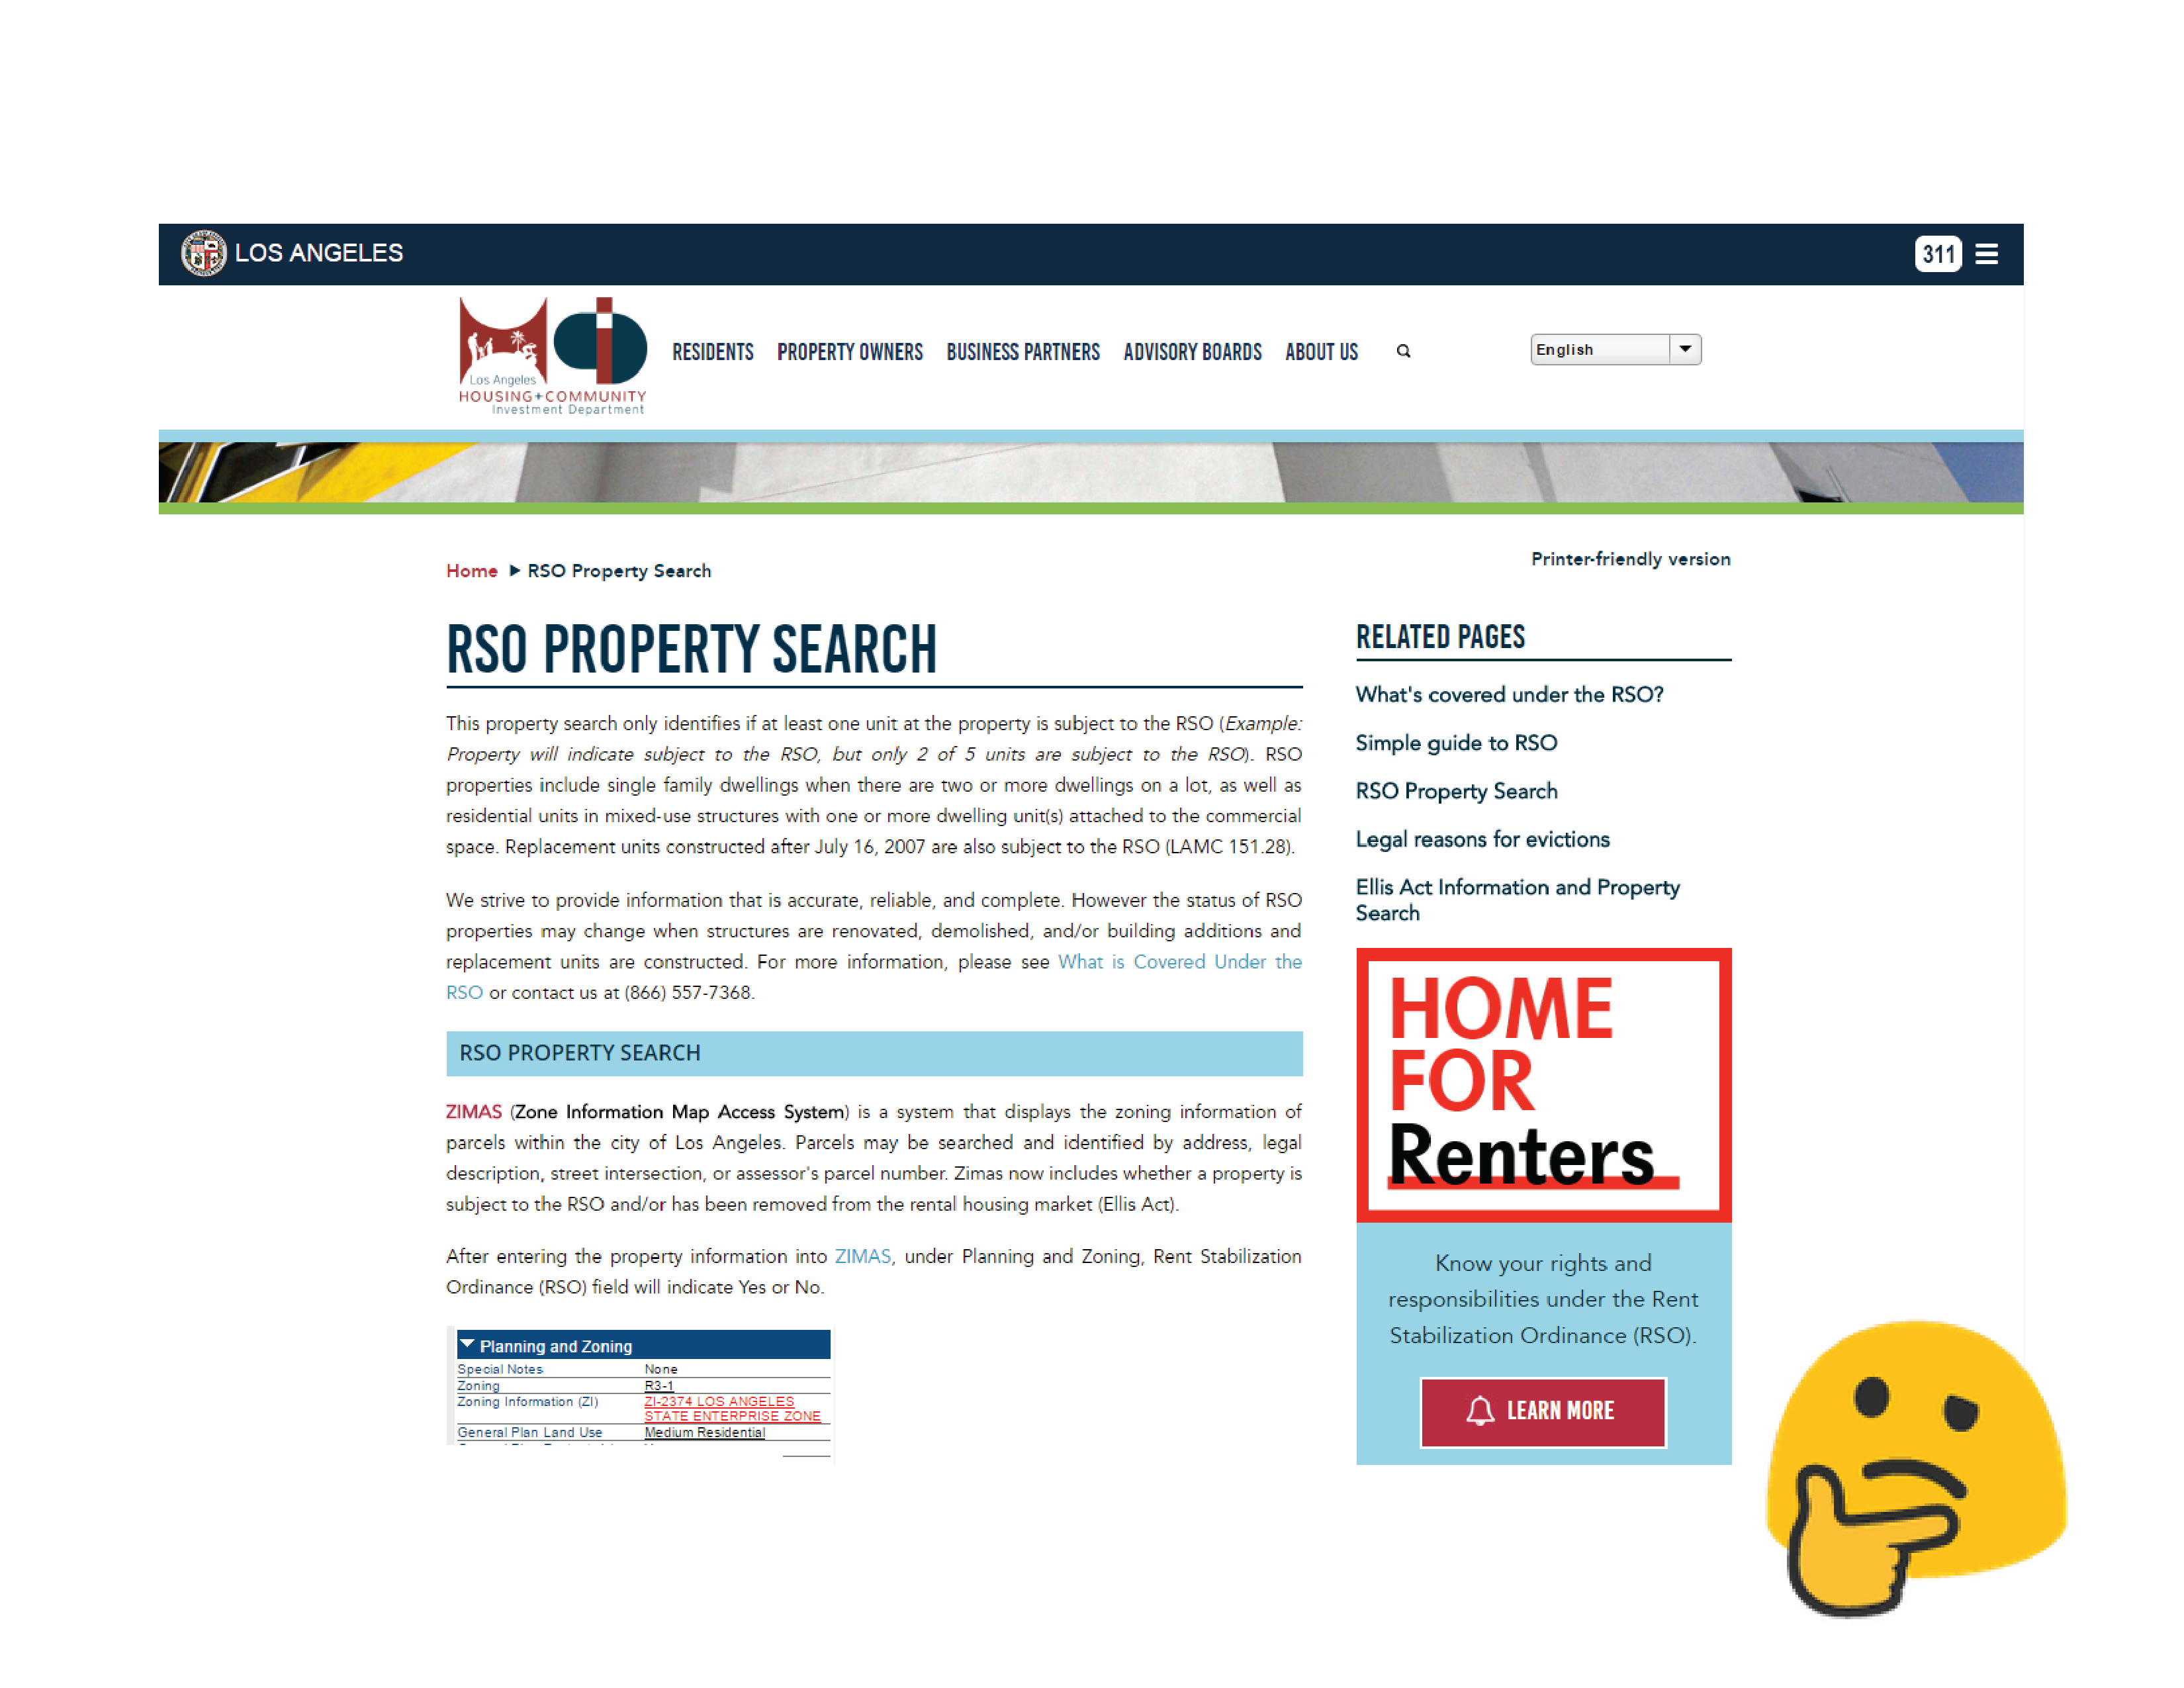 LOS ANGELES
311
Los Angeles
HOUSING+COMMUNITY
Investment Department
RESIDENTS PROPERTY OWNERS BUSINESS PARTNERS ADVISORY BOARDS ABOUT US
English
Home ▶ RSO Property Search
Printer-friendly version
RSO PROPERTY SEARCH
This property search only identifies if at least one unit at the property is subject to the RSO (Example:
Property will indicate subject to the RSO, but only 2 of 5 units are subject to the RSO). RSO
properties include single family dwellings when there are two or more dwellings on a lot, as well as
residential units in mixed-use structures with one or more dwelling unit(s) attached to the commercial
space. Replacement units constructed after July 16, 2007 are also subject to the RSO (LAMC 151.28).
We strive to provide information that is accurate, reliable, and complete. However the status of RSO
properties may change when structures are renovated, demolished, and/or building additions and
replacement units are constructed. For more information, please see What is Covered Under the
RSO or contact us at (866) 557-7368.
RSO PROPERTY SEARCH
ZIMAS (Zone Information Map Access System) is a system that displays the zoning information of
parcels within the city of Los Angeles. Parcels may be searched and identified by address, legal
description, street intersection, or assessor's parcel number. Zimas now includes whether a property is
subject to the RSO and/or has been removed from the rental housing market (Ellis Act).
After entering the property information into ZIMAS, under Planning and Zoning, Rent Stabilization
Ordinance (RSO) field will indicate Yes or No.
Planning and Zoning
Special Notes None
Zoning R3-1
Zoning Information (ZI) ZI-2374 LOS ANGELES
STATE ENTERPRISE ZONE
General Plan Land Use Medium Residential
RELATED PAGES
What's covered under the RSO?
Simple guide to RSO
RSO Property Search
Legal reasons for evictions
Ellis Act Information and Property
Search
HOME
FOR
Renters
Know your rights and
responsibilities under the Rent
Stabilization Ordinance (RSO).
LEARN MORE